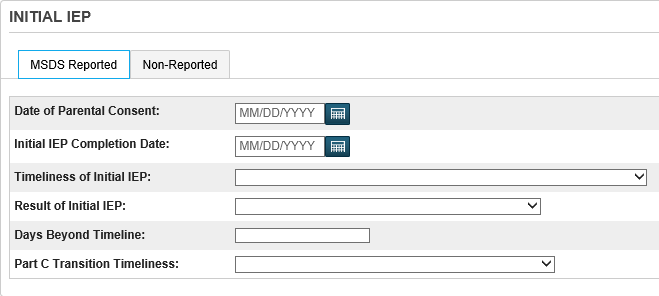 INITIAL IEP
MSDS Reported Non-Reported
Date of Parental Consent: MM/DD/YYYY
Initial IEP Completion Date: MM/DD/YYYY
Timeliness of Initial IEP:
Result of Initial IEP:
Days Beyond Timeline:
Part C Transition Timeliness: